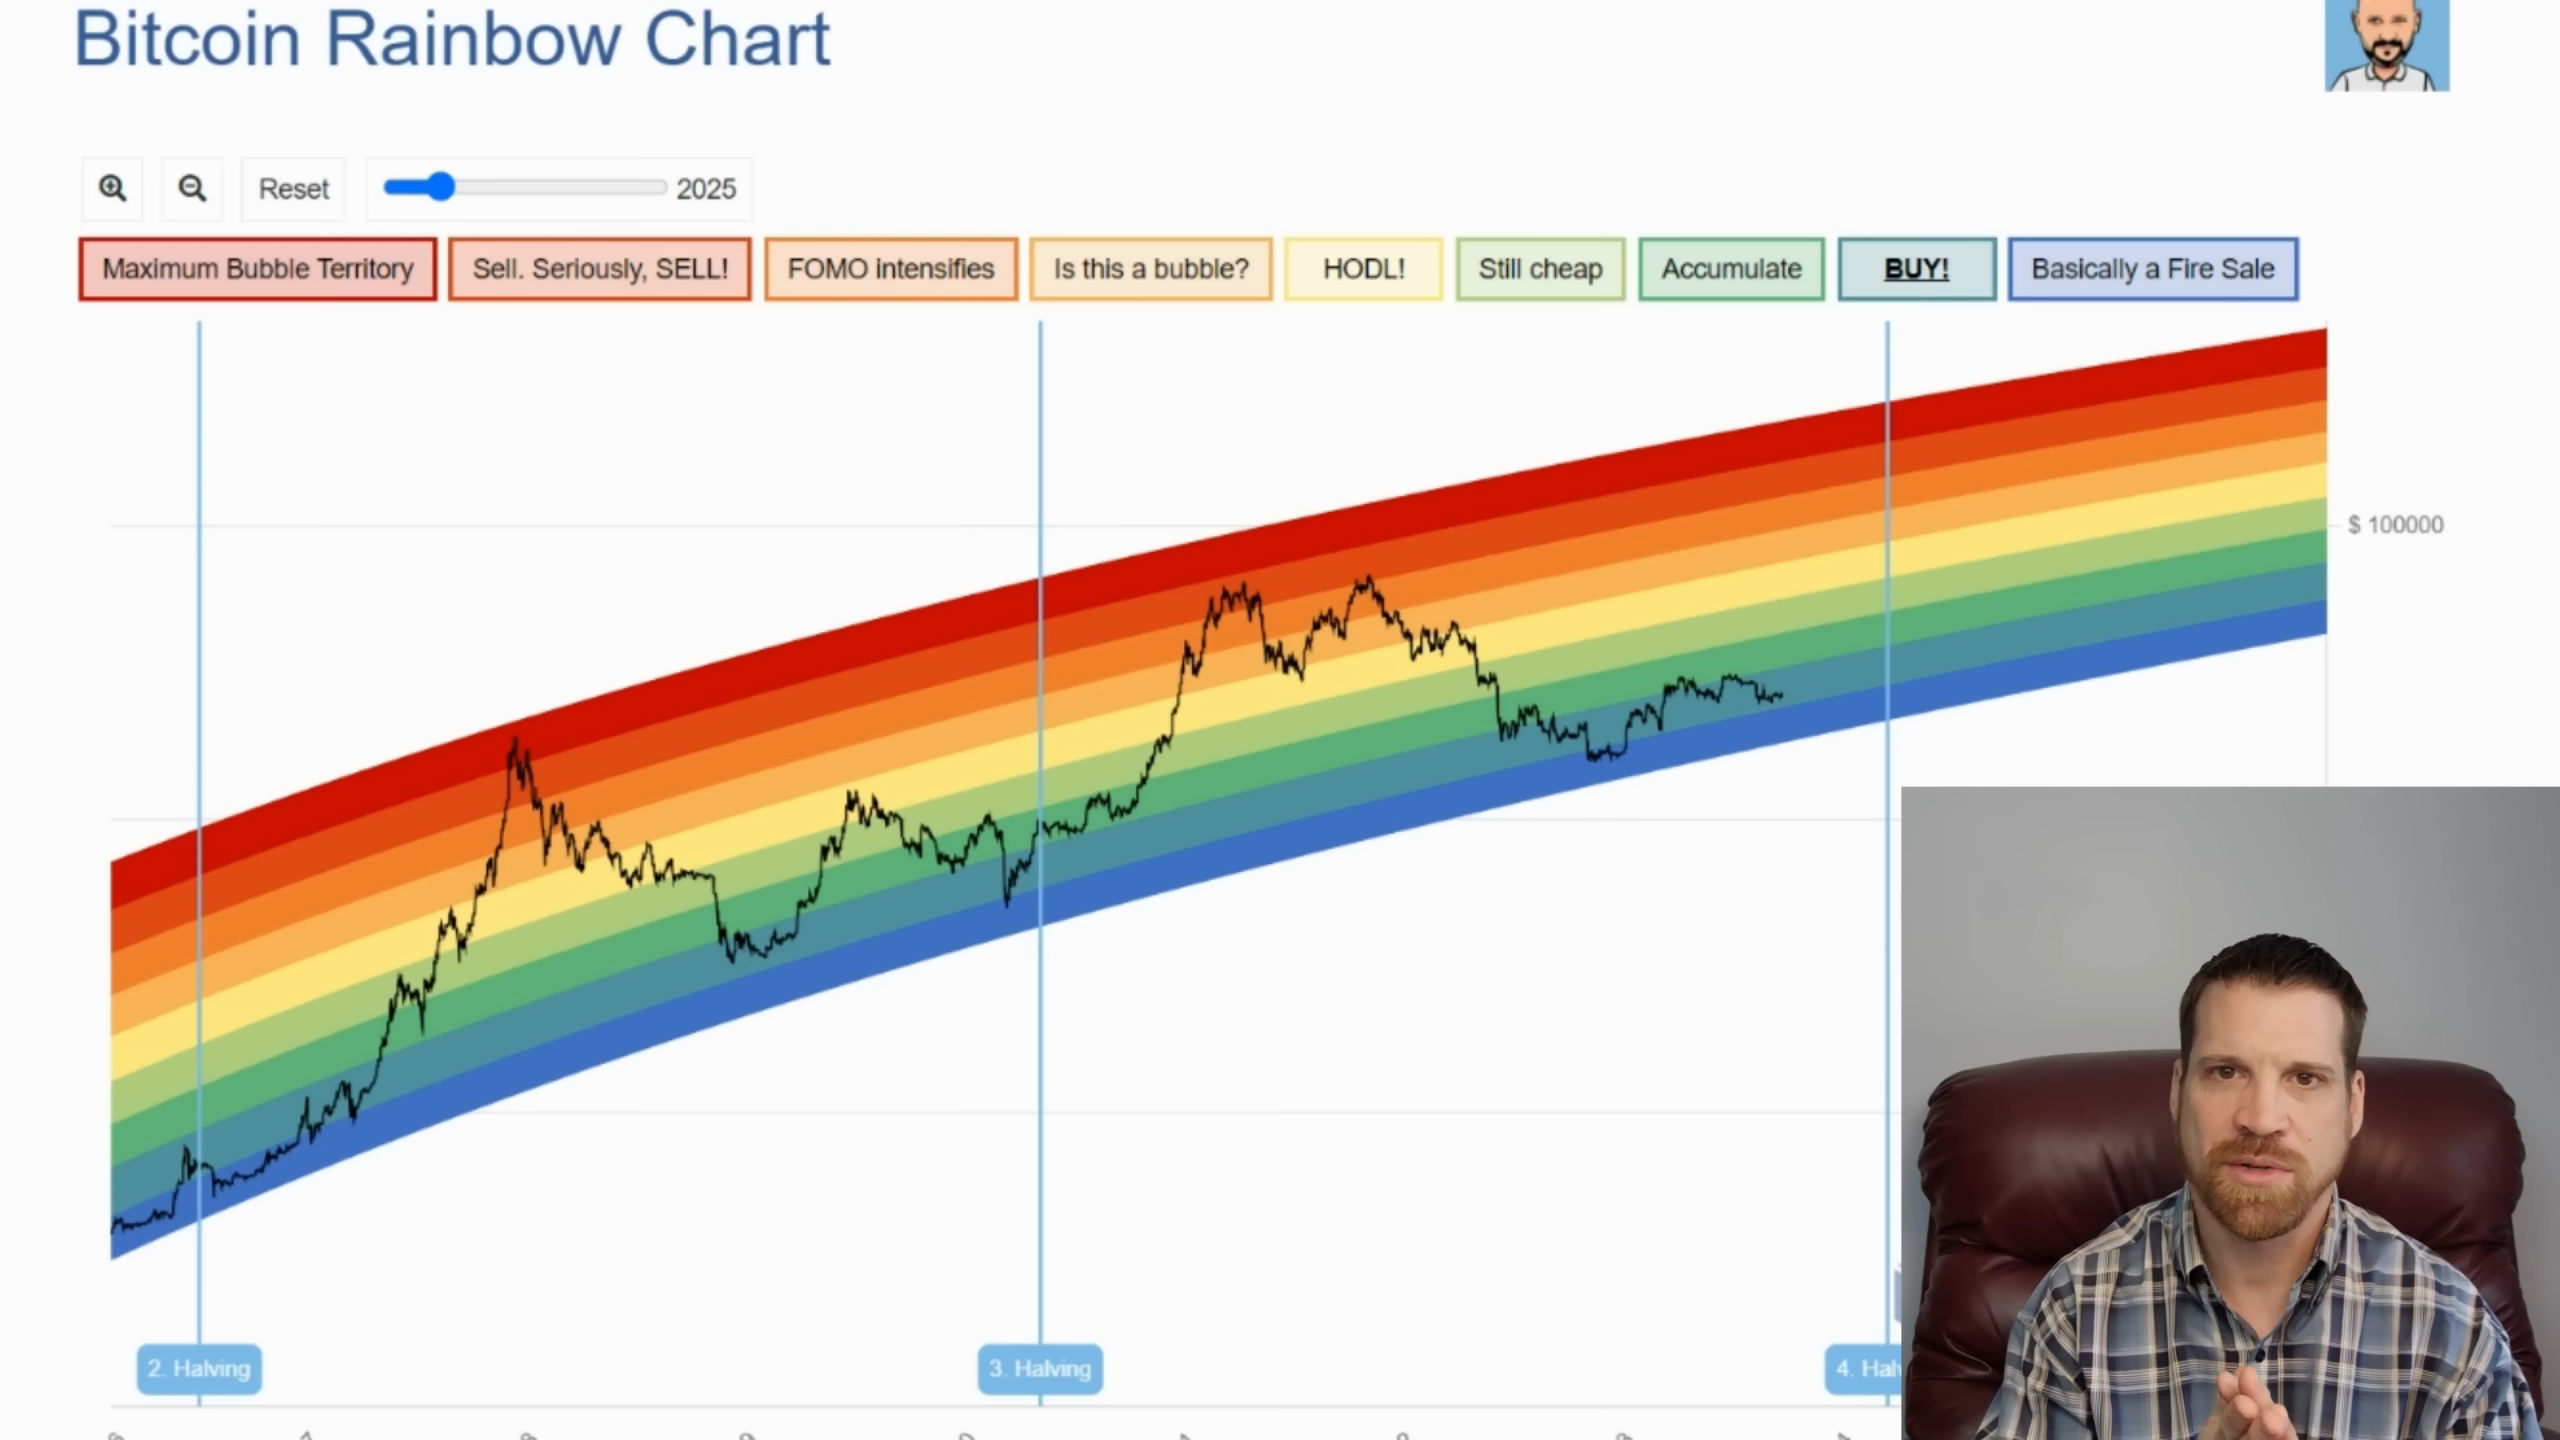 Bitcoin Rainbow Chart
Reset
2025
Maximum Bubble Territory
Sell. Seriously, SELL!
FOMO intensifies
Is this a bubble?
HODL!
Still cheap
Accumulate
BUY!
Basically a Fire Sale
$ 100000
2. Halving
3. Halving
4.